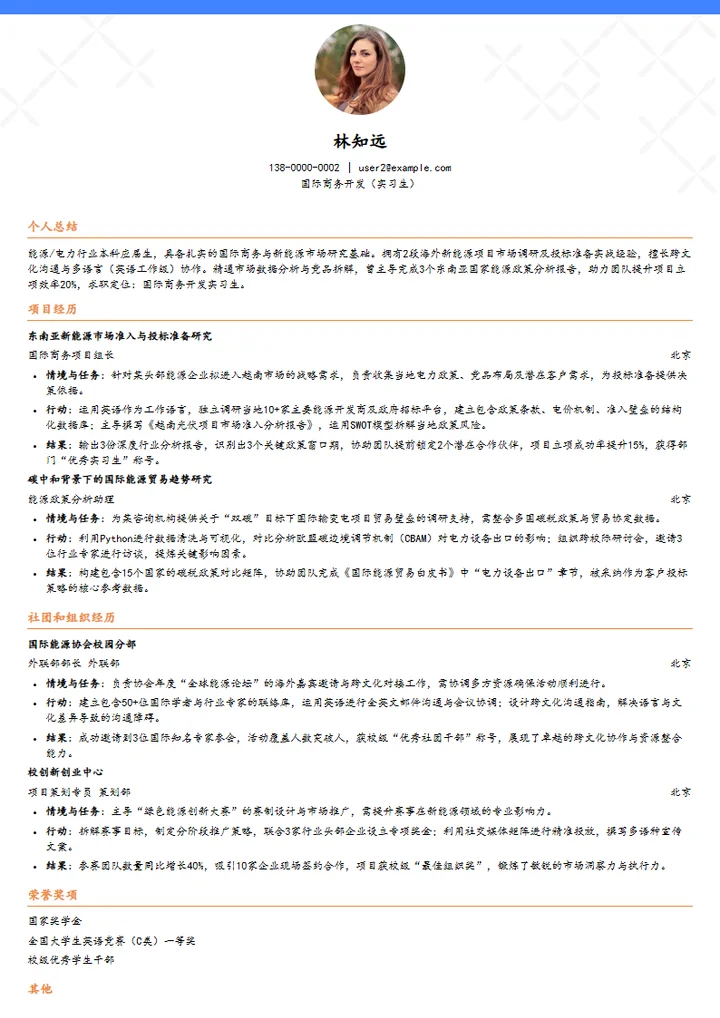 林知远
138-0000-0002 | user2@example.com
国际商务开发（实习生）
个人总结
能源/电力行业本科应届生，具备扎实的国际商务与新能源市场研究基础。拥有2段海外新能源项目市场调研及投标准备实战经验，擅长跨文
化沟通与多语言（英语工作级）协作。精通市场数据分析与竞品拆解，曾主导完成3个东南亚国家能源政策分析报告，助力团队提升项目立
项效率20%，求职定位：国际商务开发实习生。
项目经历
东南亚新能源市场准入与投标准备研究
国际商务项目组长 北京
• 情境与任务：针对某头部能源企业拟进入越南市场的战略需求，负责收集当地电力政策、竞品布局及潜在客户需求，为投标准备提供决
策依据。
• 行动：运用英语作为工作语言，独立调研当地10+家主要能源开发商及政府招标平台，建立包含政策条款、电价机制、准入壁垒的结构
化数据库；主导撰写《越南光伏项目市场准入分析报告》，运用SWOT模型拆解当地政策风险。
• 结果：输出3份深度行业分析报告，识别出3个关键政策窗口期，协助团队提前锁定2个潜在合作伙伴，项目立项成功率提升15%，获得部
门“优秀实习生”称号。
碳中和背景下的国际能源贸易趋势研究
能源政策分析助理 北京
• 情境与任务：为某咨询机构提供关于“双碳”目标下国际输变电项目贸易壁垒的调研支持，需整合多国碳税政策与贸易协定数据。
• 行动：利用Python进行数据清洗与可视化，对比分析欧盟碳边境调节机制（CBAM）对电力设备出口的影响；组织跨校际研讨会，邀请3
位行业专家进行访谈，提炼关键影响因素。
• 结果：构建包含15个国家的碳税政策对比矩阵，协助团队完成《国际能源贸易白皮书》中“电力设备出口”章节，被采纳作为客户投标
策略的核心参考数据。
社团和组织经历
国际能源协会校园分部
外联部部长 外联部 北京
• 情境与任务：负责协会年度“全球能源论坛”的海外嘉宾邀请与跨文化对接工作，需协调多方资源确保活动顺利进行。
• 行动：建立包含50+位国际学者与行业专家的联络库，运用英语进行全英文邮件沟通与会议协调；设计跨文化沟通指南，解决语言与文
化差异导致的沟通障碍。
• 结果：成功邀请到3位国际知名专家参会，活动覆盖人数突破人，获校级“优秀社团干部”称号，展现了卓越的跨文化协作与资源整合
能力。
校创新创业中心
项目策划专员 策划部 北京
• 情境与任务：主导“绿色能源创新大赛”的赛制设计与市场推广，需提升赛事在新能源领域的专业影响力。
• 行动：拆解赛事目标，制定分阶段推广策略，联合3家行业头部企业设立专项奖金；利用社交媒体矩阵进行精准投放，撰写多语种宣传
文案。
• 结果：参赛团队数量同比增长40%，吸引10家企业现场签约合作，项目获校级“最佳组织奖”，锻炼了敏锐的市场洞察力与执行力。
荣誉奖项
国家奖学金
全国大学生英语竞赛（C类）一等奖
校级优秀学生干部
其他